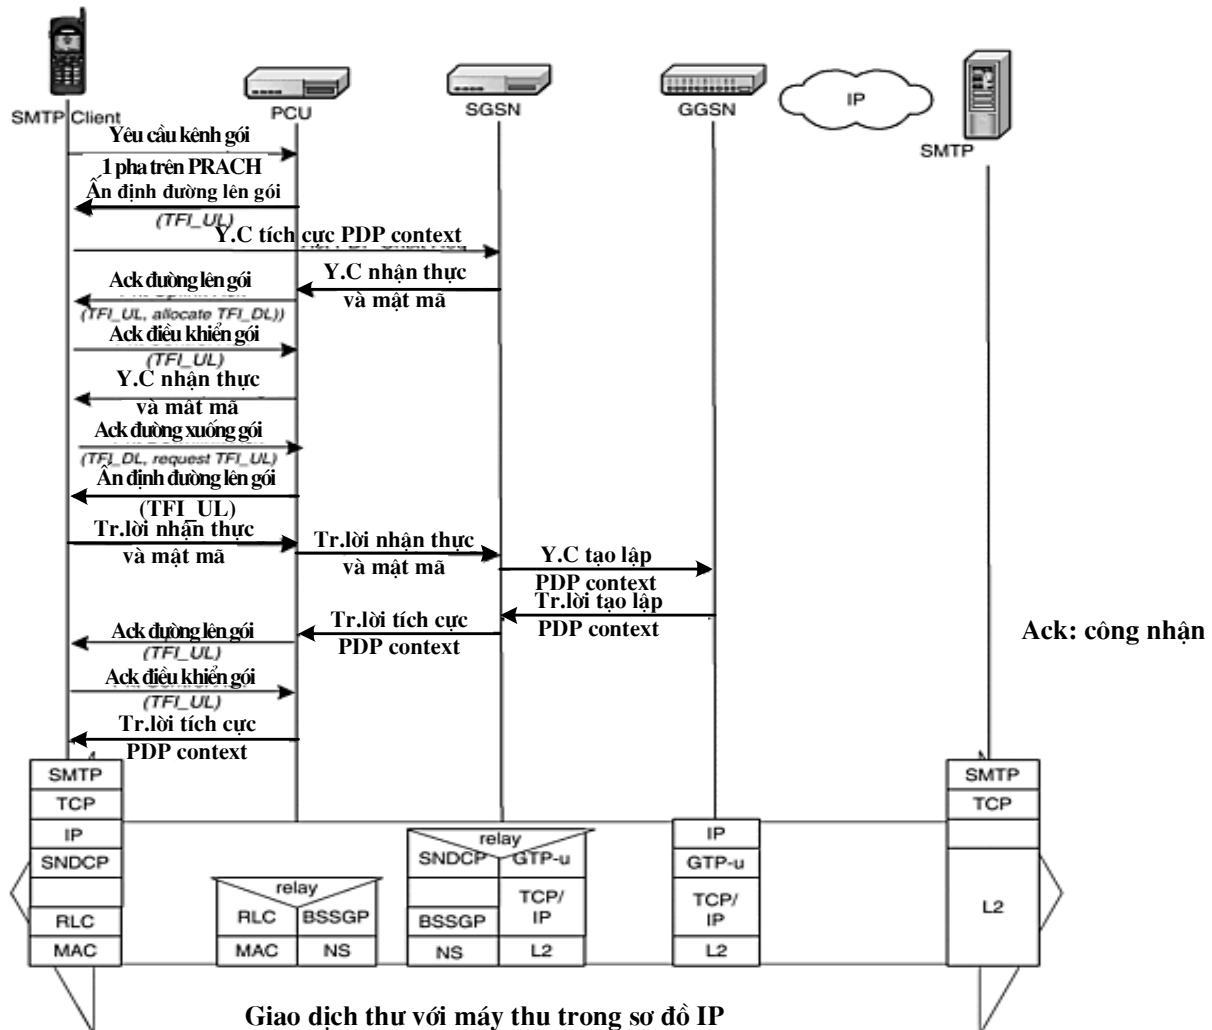 SMTP Client
PCU
SGSN
GGSN
IP
SMTP
Yêu cầu kênh gói
1 pha trên PRACH
Ấn định đường lên gói
(TFI_UL)
Y.C tích cực PDP context
Y.C nhận thực
và mật mã
Ack đường lên gói
(TFI_UL, allocate TFI_DL))
Ack điều khiển gói
(TFI_UL)
Y.C nhận thực
và mật mã
Ack đường xuống gói
(TFI_DL, request TFI_UL)
Ấn định đường lên gói
(TFI_UL)
Tr.lời nhận thực
và mật mã
Tr.lời nhận thực
và mật mã
Y.C tạo lập
PDP context
Tr.lời tạo lập
PDP context
Tr.lời tích cực
PDP context
Ack đường lên gói
(TFI_UL)
Ack: công nhận
Ack điều khiển gói
(TFI_UL)
Tr.lời tích cực
PDP context
SMTP
TCP
IP
SNDCP
RLC
MAC
relay
RLC
BSSGP
MAC
NS
relay
SNDCP
GTP-u
TCP/
IP
BSSGP
NS
L2
IP
GTP-u
TCP/
IP
L2
SMTP
TCP
L2
Giao dịch thư với máy thu trong sơ đồ IP